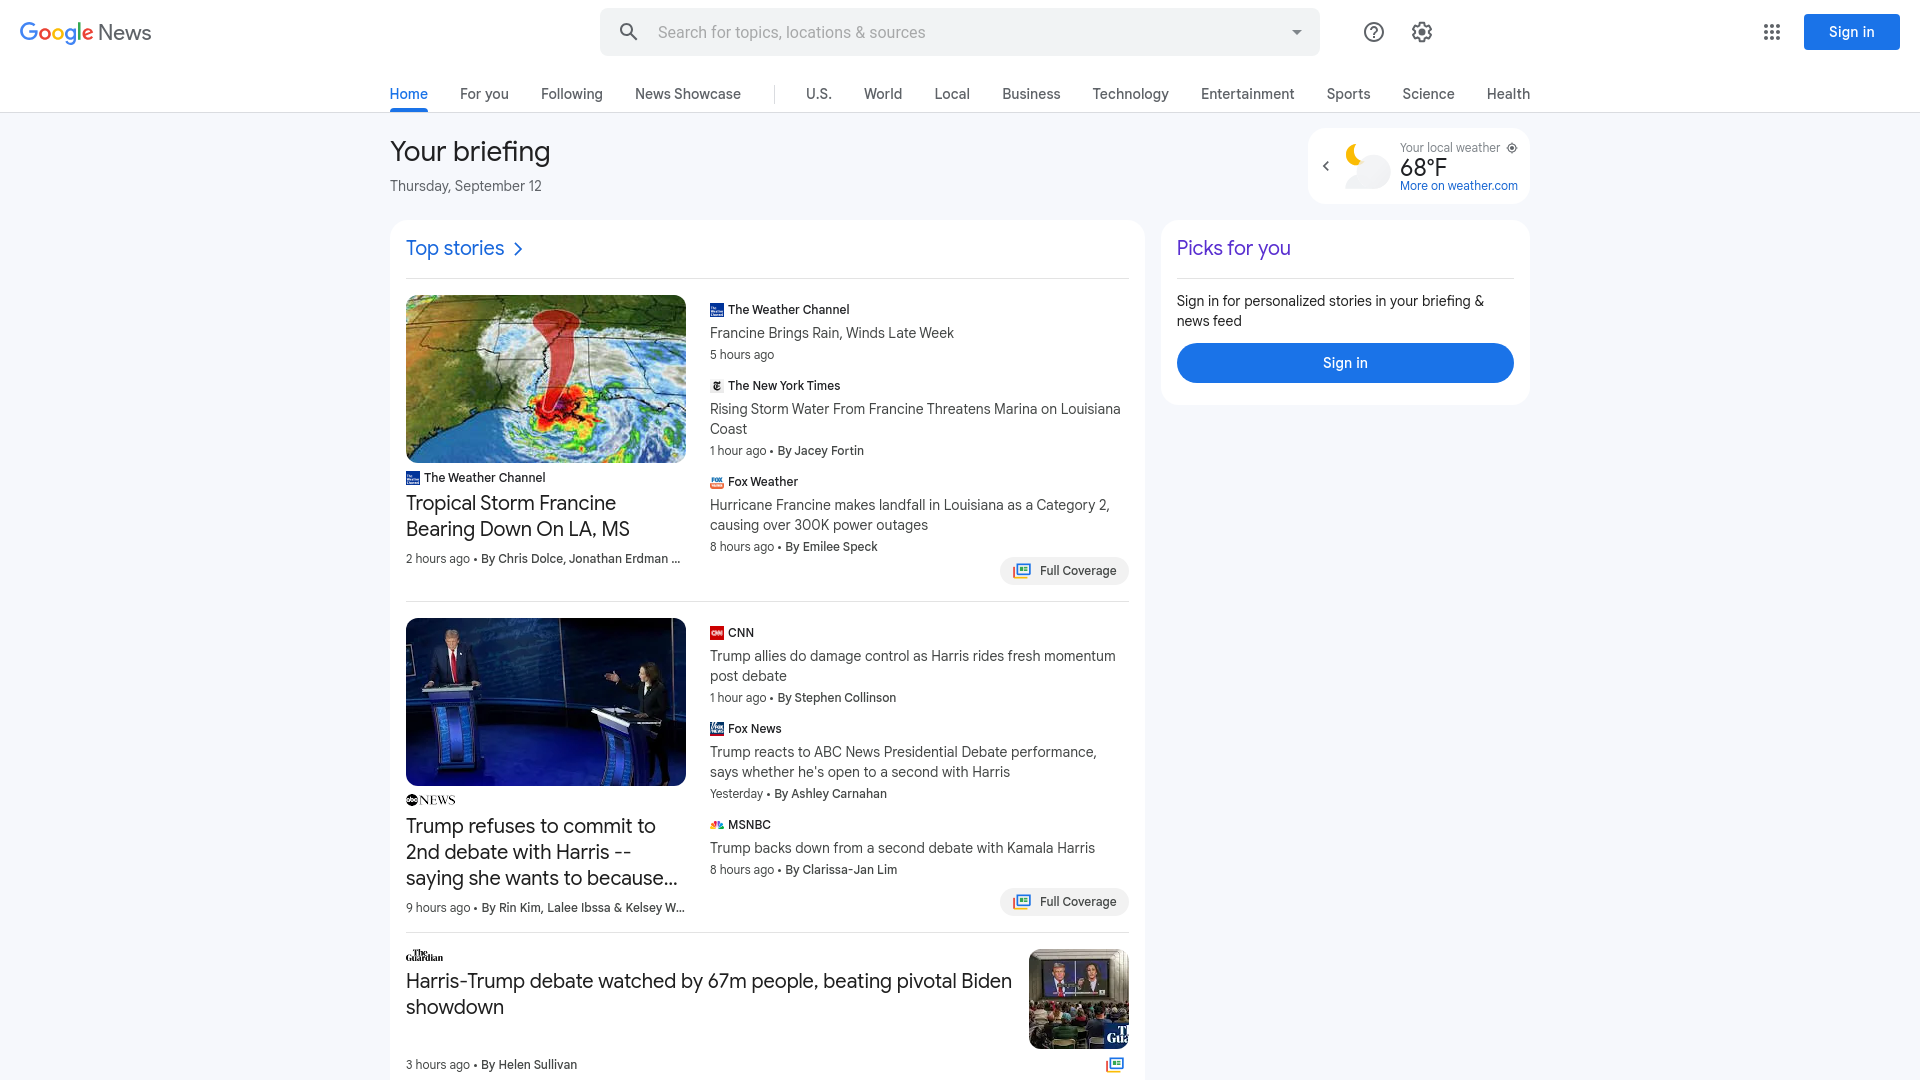 Google News
Search for topics, locations & sources
Sign in
Home
For you
Following
News Showcase
U.S.
World
Local
Business
Technology
Entertainment
Sports
Science
Health
Your briefing
Thursday, September 12
Your local weather
68°F
More on weather.com
Top stories
The Weather Channel
Tropical Storm Francine
Bearing Down On LA, MS
2 hours ago • By Chris Dolce, Jonathan Erdman ...
The Weather Channel
Francine Brings Rain, Winds Late Week
5 hours ago
The New York Times
Rising Storm Water From Francine Threatens Marina on Louisiana
Coast
1 hour ago • By Jacey Fortin
Fox Weather
Hurricane Francine makes landfall in Louisiana as a Category 2,
causing over 300K power outages
8 hours ago • By Emilee Speck
Full Coverage
abc NEWS
Trump refuses to commit to
2nd debate with Harris --
saying she wants to because...
9 hours ago • By Rin Kim, Lalee Ibssa & Kelsey W...
CNN
Trump allies do damage control as Harris rides fresh momentum
post debate
1 hour ago • By Stephen Collinson
Fox News
Trump reacts to ABC News Presidential Debate performance,
says whether he's open to a second with Harris
Yesterday • By Ashley Carnahan
MSNBC
Trump backs down from a second debate with Kamala Harris
8 hours ago • By Clarissa-Jan Lim
Full Coverage
The Guardian
Harris-Trump debate watched by 67m people, beating pivotal Biden
showdown
3 hours ago • By Helen Sullivan
Picks for you
Sign in for personalized stories in your briefing &
news feed
Sign in